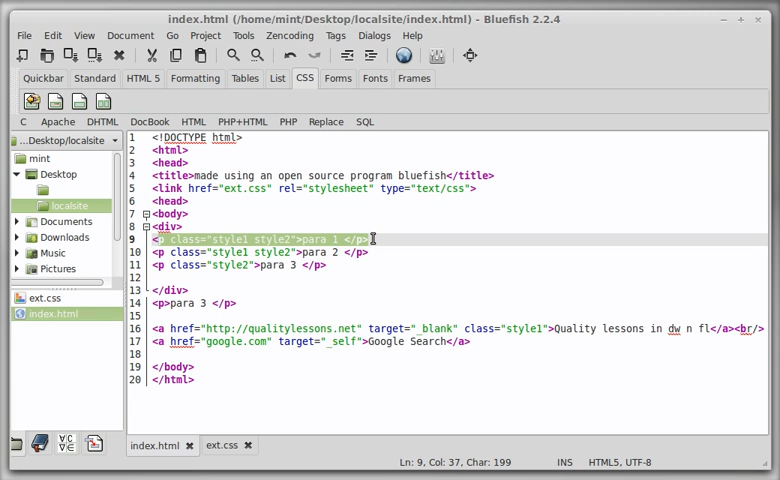 index.html (/home/mint/Desktop/localsite/index.html) - Bluefish 2.2.4
File Edit View Document Go Project Tools Encoding Tags Dialogs Help
Quickbar Standard HTML 5 Formatting Tables List CSS Forms Fonts Frames
C Apache DHTML DocBook HTML PHP+HTML PHP Replace SQL
...Desktop/localsite
mint
Desktop
localsite
Documents
Downloads
Music
Pictures
ext.css
index.html
1 <!DOCTYPE html>
2 <html>
3 <head>
4 <title>made using an open source program bluefish</title>
5 <link href="ext.css" rel="stylesheet" type="text/css">
6 <head>
7 <body>
8 <div>
9 <p class="style1 style2">para 1 </p>
10 <p class="style1 style2">para 2 </p>
11 <p class="style2">para 3 </p>
12
13 </div>
14 <p>para 3 </p>
15
16 <a href="http://qualitylessons.net" target="_blank" class="style1">Quality lessons in dw n fl</a><br/>
17 <a href="google.com" target="_self">Google Search</a>
18
19 </body>
20 </html>
index.html ext.css
Ln: 9, Col: 37, Char: 199 INS HTML5, UTF-8